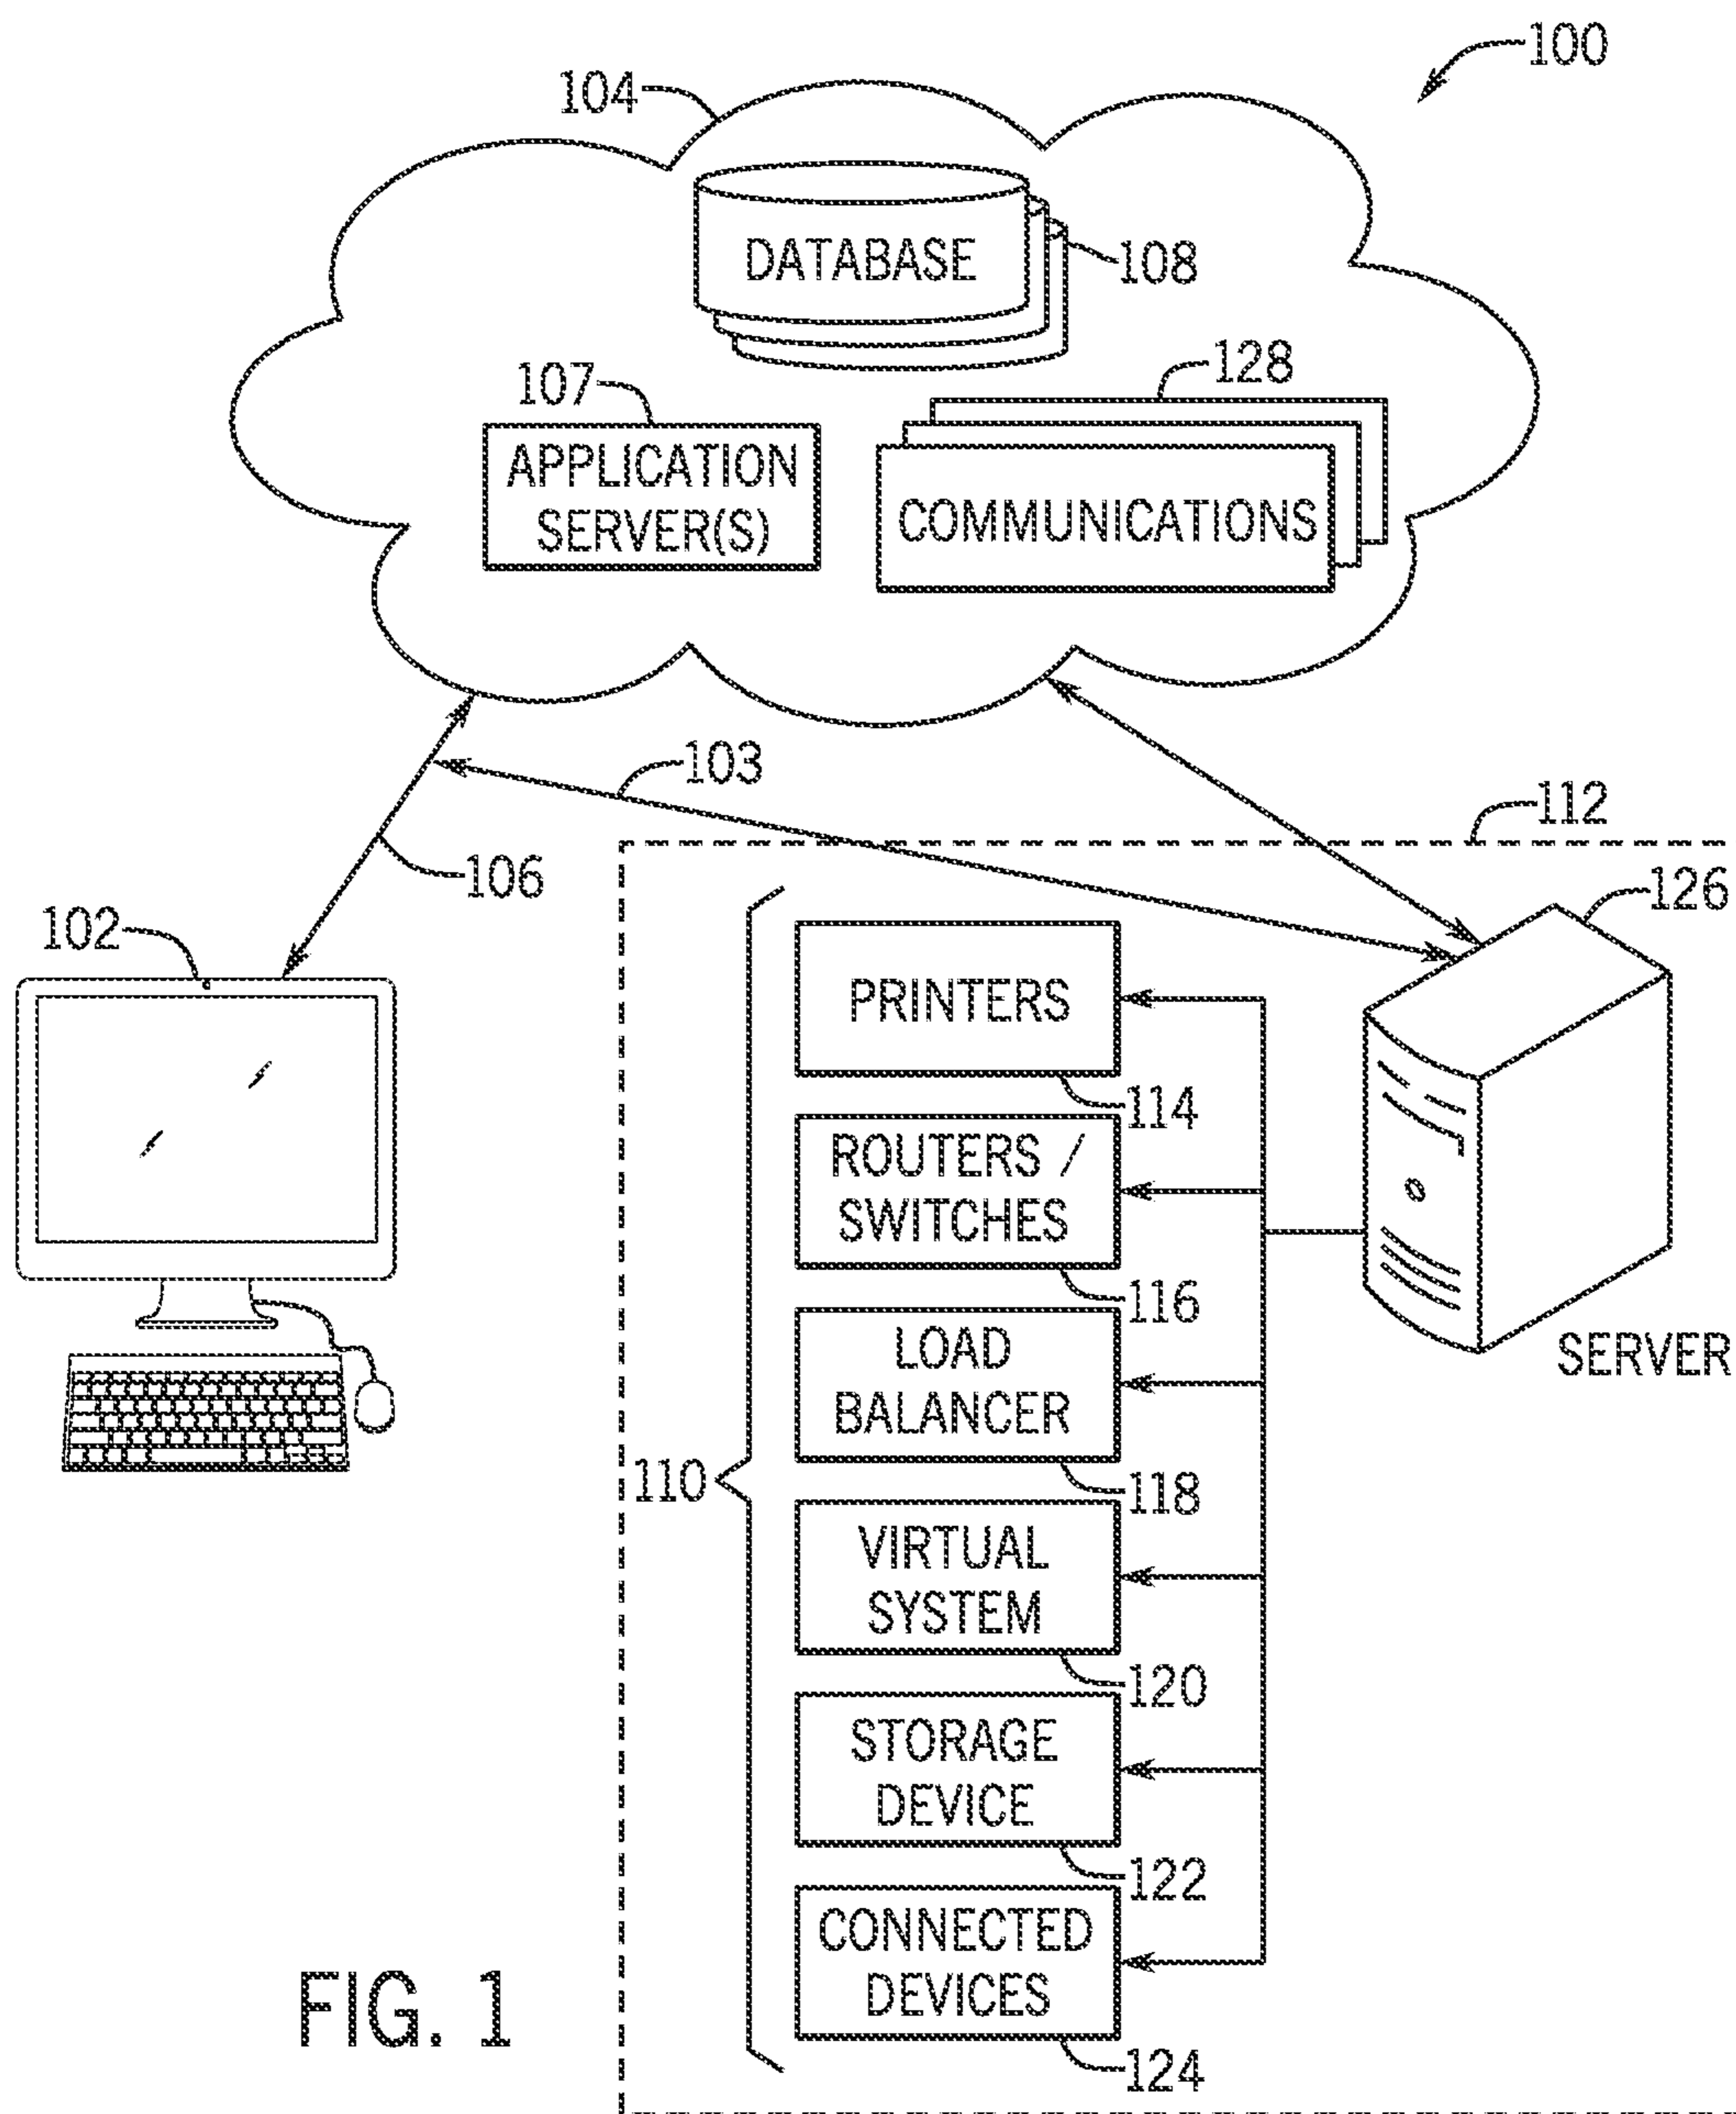 100
104
DATABASE
108
107
128
APPLICATION
SERVER(S)
COMMUNICATIONS
103
112
106
126
102
PRINTERS
114
ROUTERS /
SWITCHES
116
LOAD
BALANCER
SERVER
110
118
VIRTUAL
SYSTEM
120
STORAGE
DEVICE
122
CONNECTED
DEVICES
124
FIG. 1